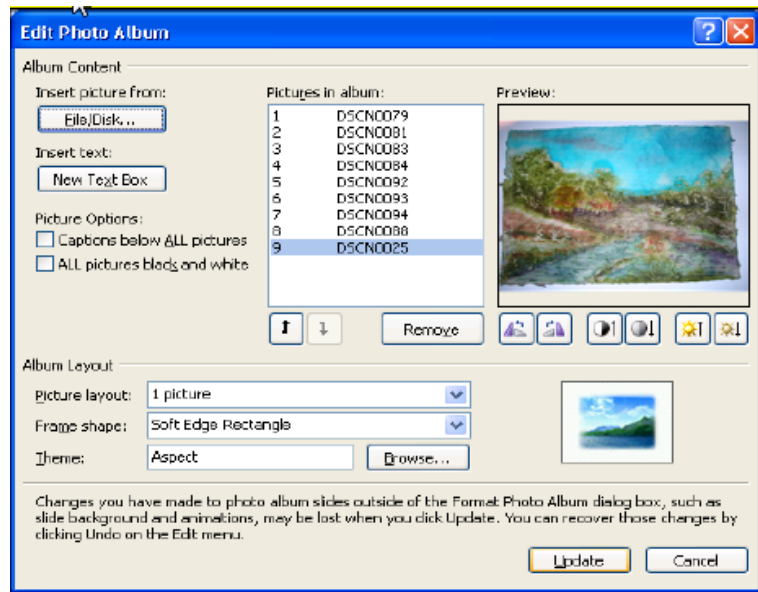 Edit Photo Album
Album Content
Insert picture from:
File/Disk...
Insert text:
New Text Box
Picture Options:
Captions below ALL pictures
ALL pictures black and white
Pictures in album:
1 DSCN0079
2 DSCN0081
3 DSCN0083
4 DSCN0084
5 DSCN0092
6 DSCN0093
7 DSCN0094
8 DSCN0088
9 DSCN0025
Remove
Preview:
Album Layout
Picture layout: 1 picture
Frame shape: Soft Edge Rectangle
Theme: Aspect Browse...
Changes you have made to photo album slides outside of the Format Photo Album dialog box, such as
slide background and animations, may be lost when you click Update. You can recover those changes by
clicking Undo on the Edit menu.
Update Cancel